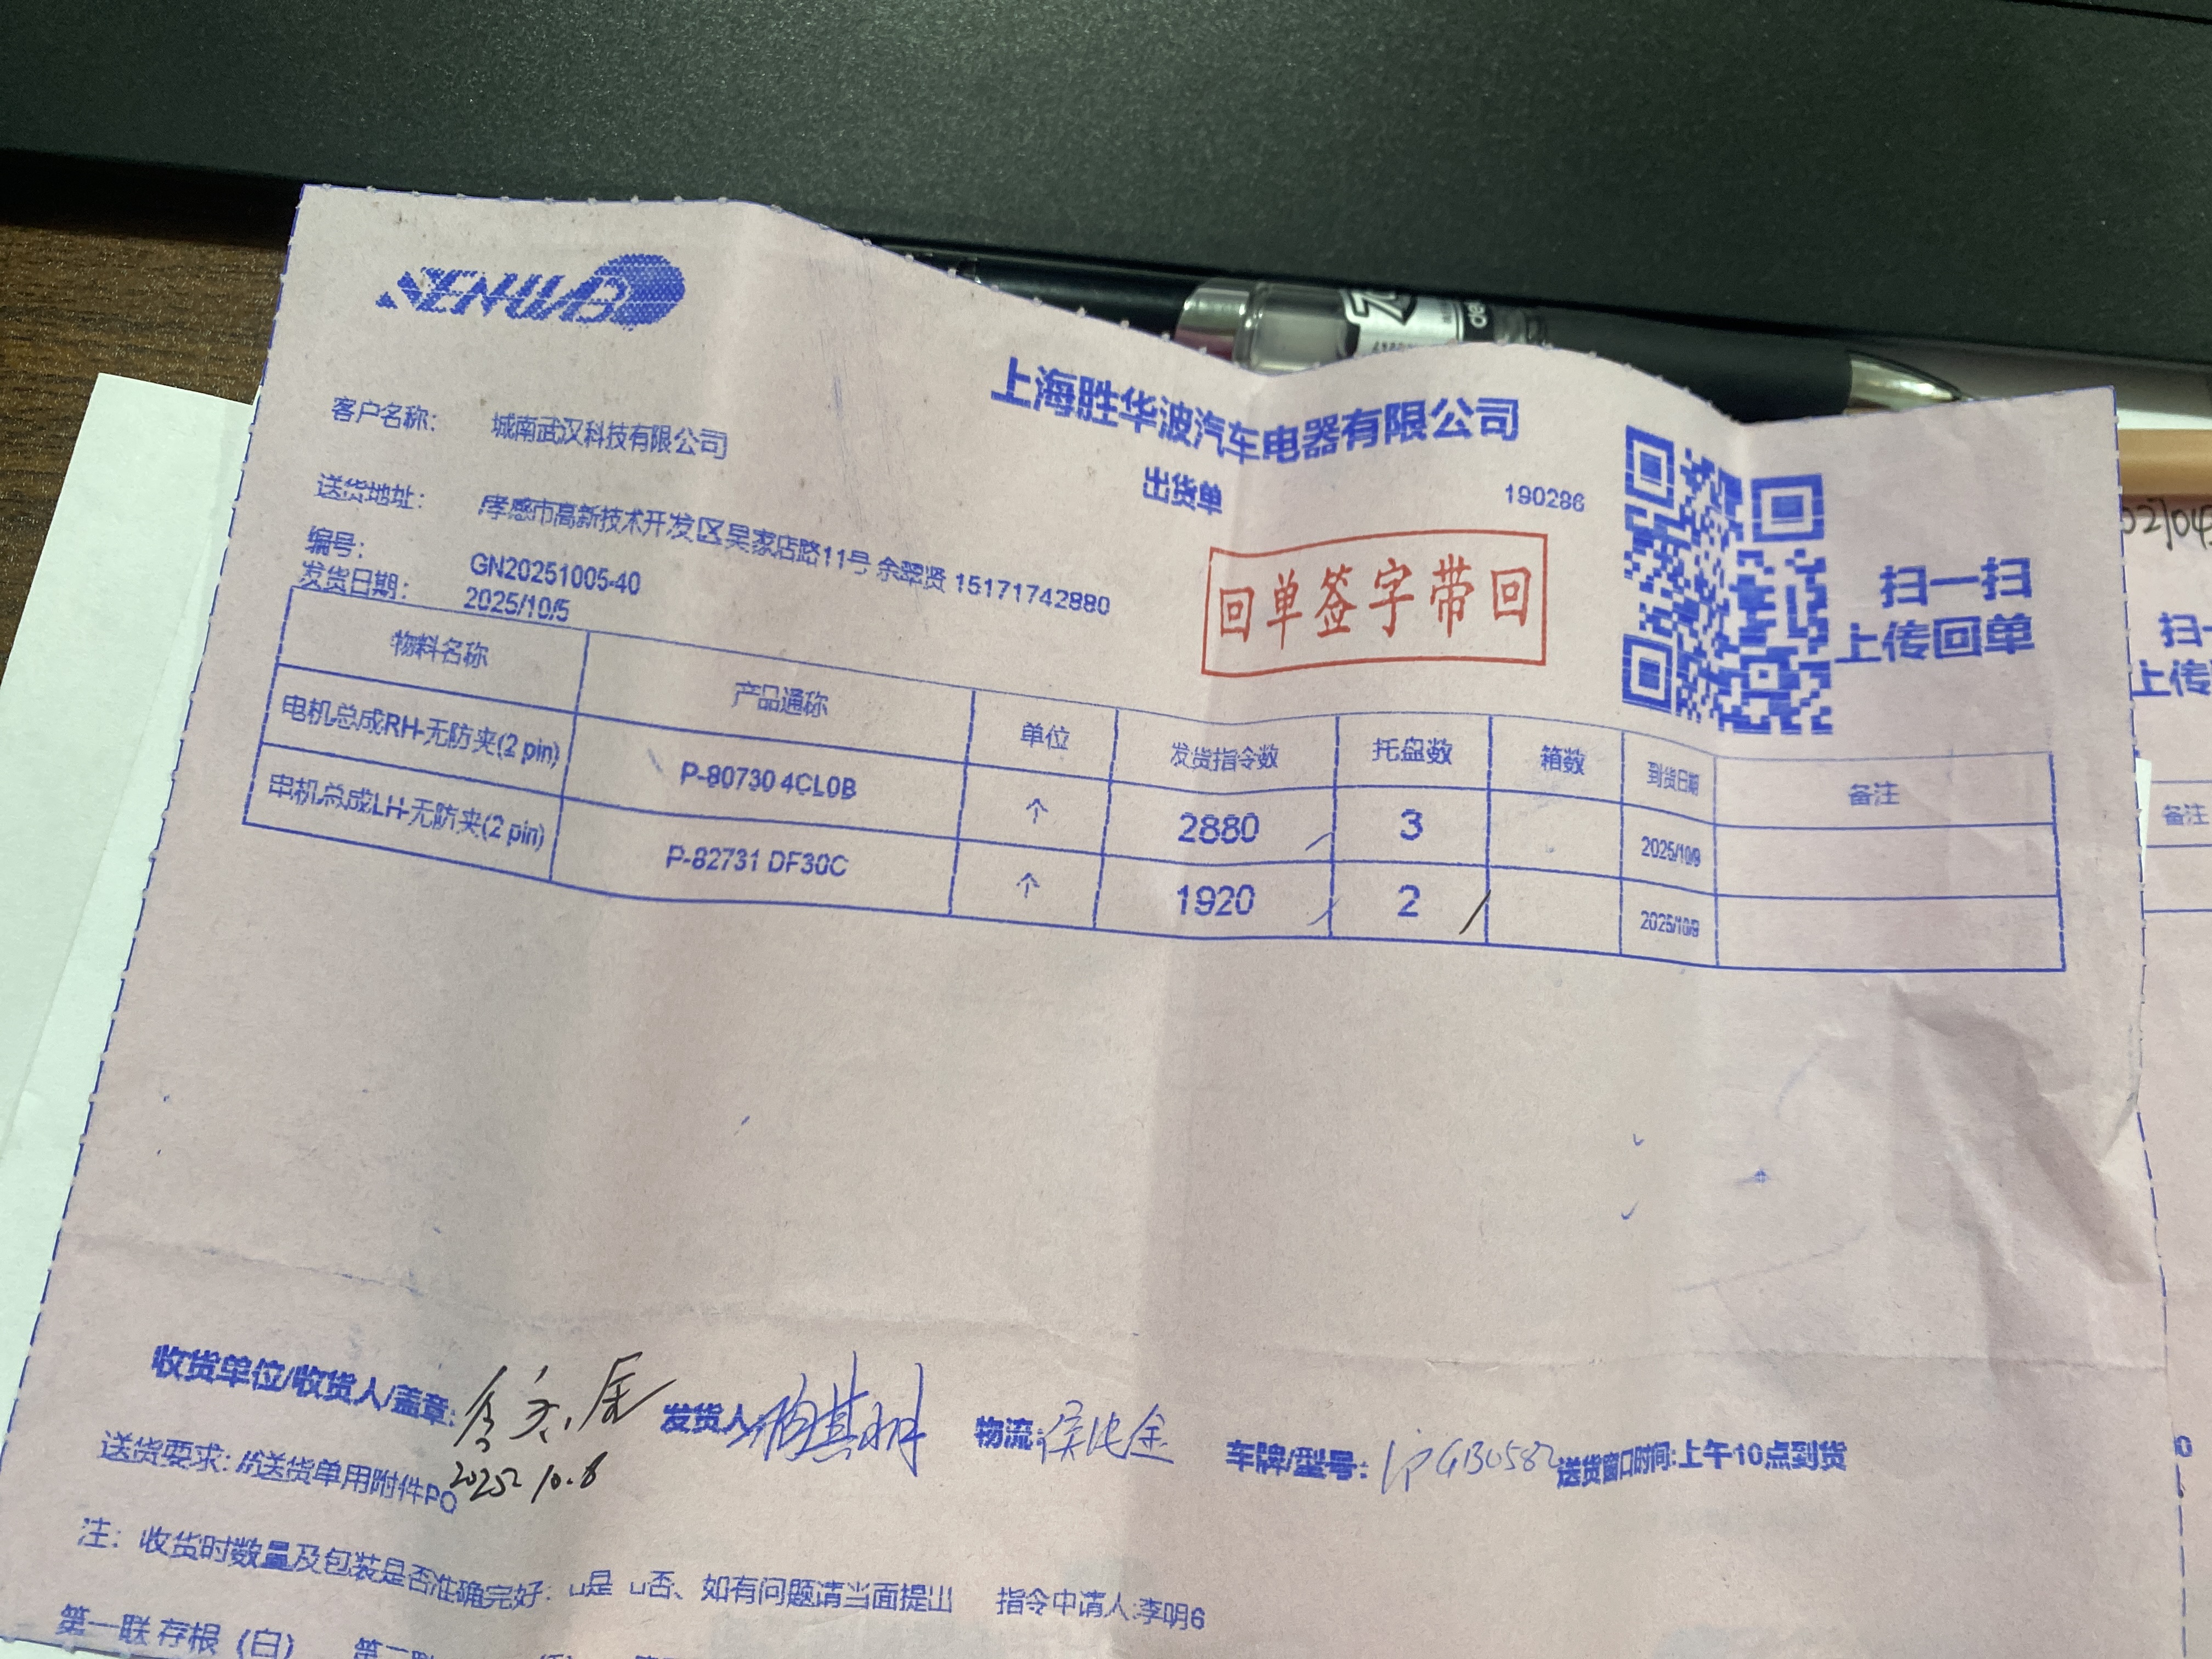 SENHWA
上海胜华波汽车电器有限公司
出货单
190286
客户名称: 城南武汉科技有限公司
送货地址: 孝感市高新技术开发区吴家店路11号 余翠贤 15171742880
编号: GN20251005-40
发货日期: 2025/10/5
回单签字带回
扫一扫
上传回单
物料名称 产品通称 单位 发货指令数 托盘数 箱数 到货日期 备注
电机总成RH-无防夹(2 pin) P-80730 4CL0B 个 2880 3 2025/10/9
电机总成LH-无防夹(2 pin) P-82731 DF30C 个 1920 2 2025/10/9
收货单位/收货人/盖章: 发货人: 物流: 车牌/型号: 送货窗口时间:上午10点到货
2025 10.8
送货要求: 送货单用附件PO
注: 收货时数量及包装是否准确完好: 是 否、如有问题请当面提出 指令申请人:李明6
第一联 存根 (白)
扫
上传
备注